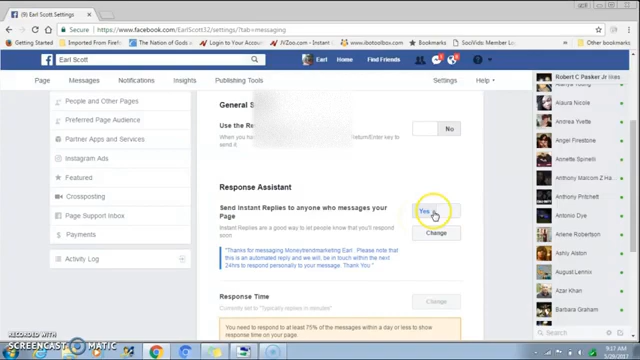 Earl Scott:Settings
Secure https://www.facebook.com/EarlScott32/settings/?tab=messaging
Getting Started Imported From Firefox The Nation of Gods Login to Your Account JVZoo.com - Instant www.ibotoolbox.com Bookmarks SocVids: Member Other bookmarks
Earl Scott Earl Home Find Friends
Page Messages Notifications Insights Publishing Tools Settings Help
People and Other Pages
Preferred Page Audience
Partner Apps and Services
Instagram Ads
Featured
Crossposting
Page Support Inbox
Payments
Activity Log
General
Use the
No
When you
Return/Enter key to
send it.
Response Assistant
Send Instant Replies to anyone who messages your
Page
Yes
Instant Replies are a good way to let people know that you'll respond
soon
Change
"Thanks for messaging Moneytrendmarketing Earl. Please note that
this is an automated reply and we will be in touch within the next
24hrs to respond personally to your message. Thank You "
Response Time
Currently set to "Typically replies in minutes"
Change
You need to respond to at least 75% of the messages within a day or less to show
response time on your page.
Robert C Pasker Jr likes
Alaura Nicole
Andrea Yvette
Angel Firestone
Annette Spinelli
Anthony Malcom Z Ha
Anthony Pritchett
Antonio Dye
Arlene Robertson
Ashly Alston
August Lennix
Azar Khan
Barbara Graham
Search
RECORDED WITH
SCREENCAST MATIC
9:17 AM